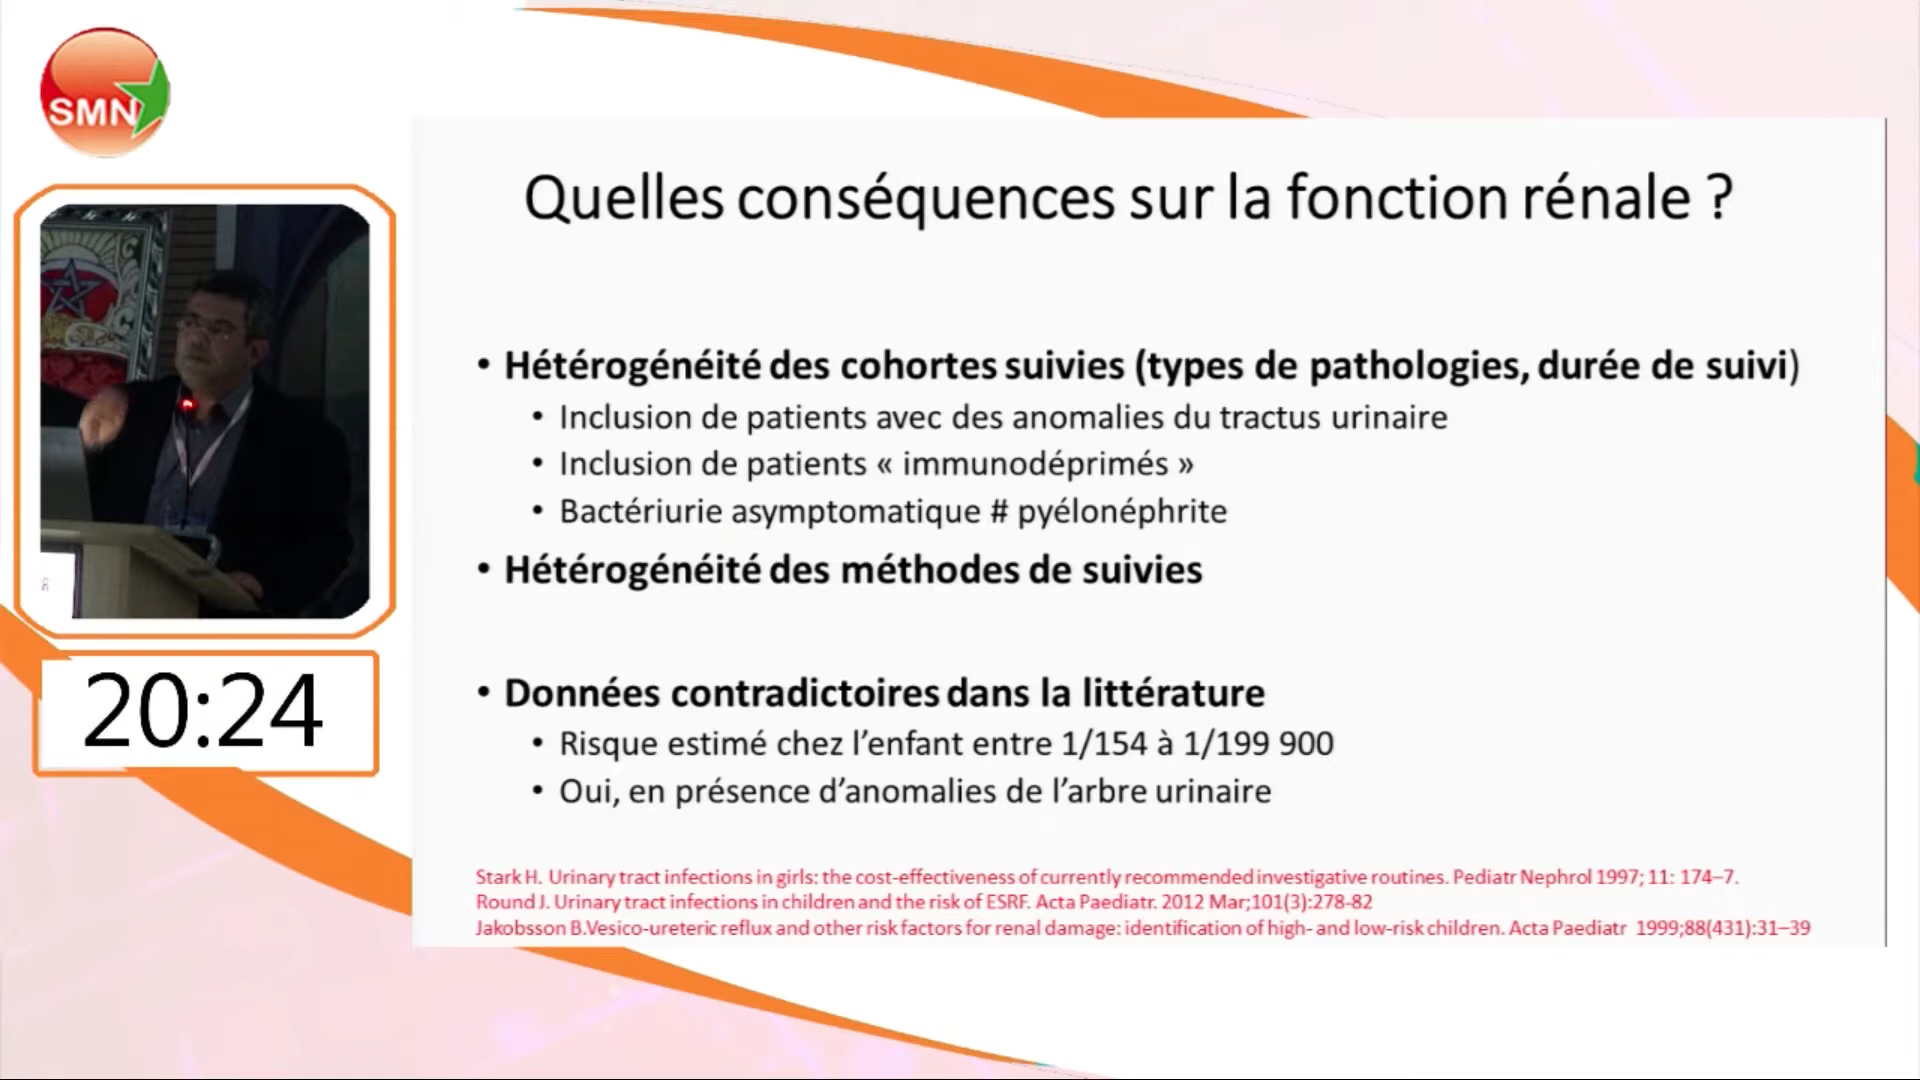 SMN
Quelles conséquences sur la fonction rénale ?
• Hétérogénéité des cohortes suivies (types de pathologies, durée de suivi)
• Inclusion de patients avec des anomalies du tractus urinaire
• Inclusion de patients « immunodéprimés »
• Bactériurie asymptomatique # pyélonéphrite
• Hétérogénéité des méthodes de suivies
• Données contradictoires dans la littérature
• Risque estimé chez l’enfant entre 1/154 à 1/199 900
• Oui, en présence d’anomalies de l’arbre urinaire
Stark H. Urinary tract infections in girls: the cost-effectiveness of currently recommended investigative routines. Pediatr Nephrol 1997; 11: 174–7.
Round J. Urinary tract infections in children and the risk of ESRF. Acta Paediatr. 2012 Mar;101(3):278-82
Jakobsson B.Vesico-ureteric reflux and other risk factors for renal damage: identification of high- and low-risk children. Acta Paediatr 1999;88(431):31–39
20:24